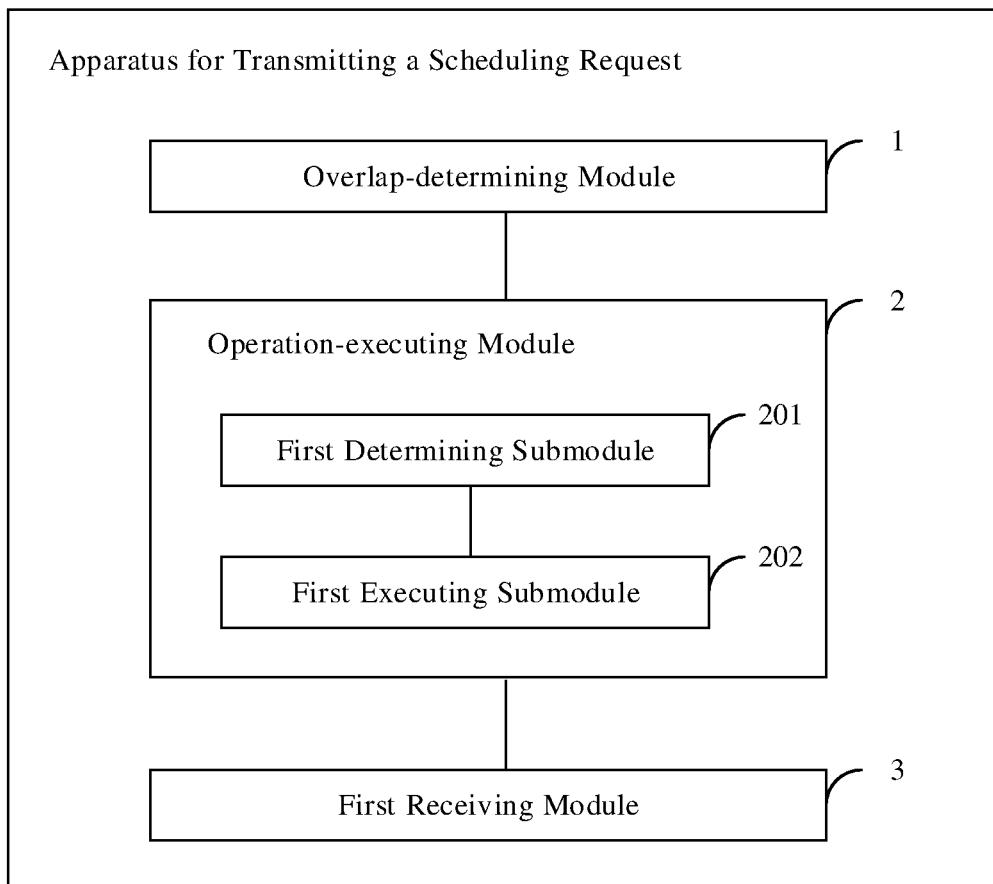 Apparatus for Transmitting a Scheduling Request
1
Overlap-determining Module
2
Operation-executing Module
201
First Determining Submodule
202
First Executing Submodule
3
First Receiving Module